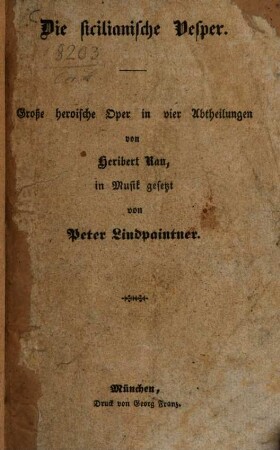 Die sicilianische Vesper.
8203
Große heroische Oper in vier Abtheilungen
von
Heribert Rau,
in Musik gesetzt
von
Peter Lindpaintner.
München,
Druck von Georg Franz.